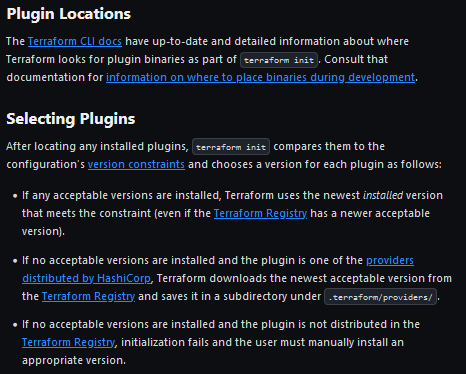 Plugin Locations
The Terraform CLI docs have up-to-date and detailed information about where
Terraform looks for plugin binaries as part of terraform init. Consult that
documentation for information on where to place binaries during development.
Selecting Plugins
After locating any installed plugins, terraform init compares them to the
configuration's version constraints and chooses a version for each plugin as follows:
• If any acceptable versions are installed, Terraform uses the newest installed version
that meets the constraint (even if the Terraform Registry has a newer acceptable
version).
• If no acceptable versions are installed and the plugin is one of the providers
distributed by HashiCorp, Terraform downloads the newest acceptable version from
the Terraform Registry and saves it in a subdirectory under .terraform/providers/.
• If no acceptable versions are installed and the plugin is not distributed in the
Terraform Registry, initialization fails and the user must manually install an
appropriate version.